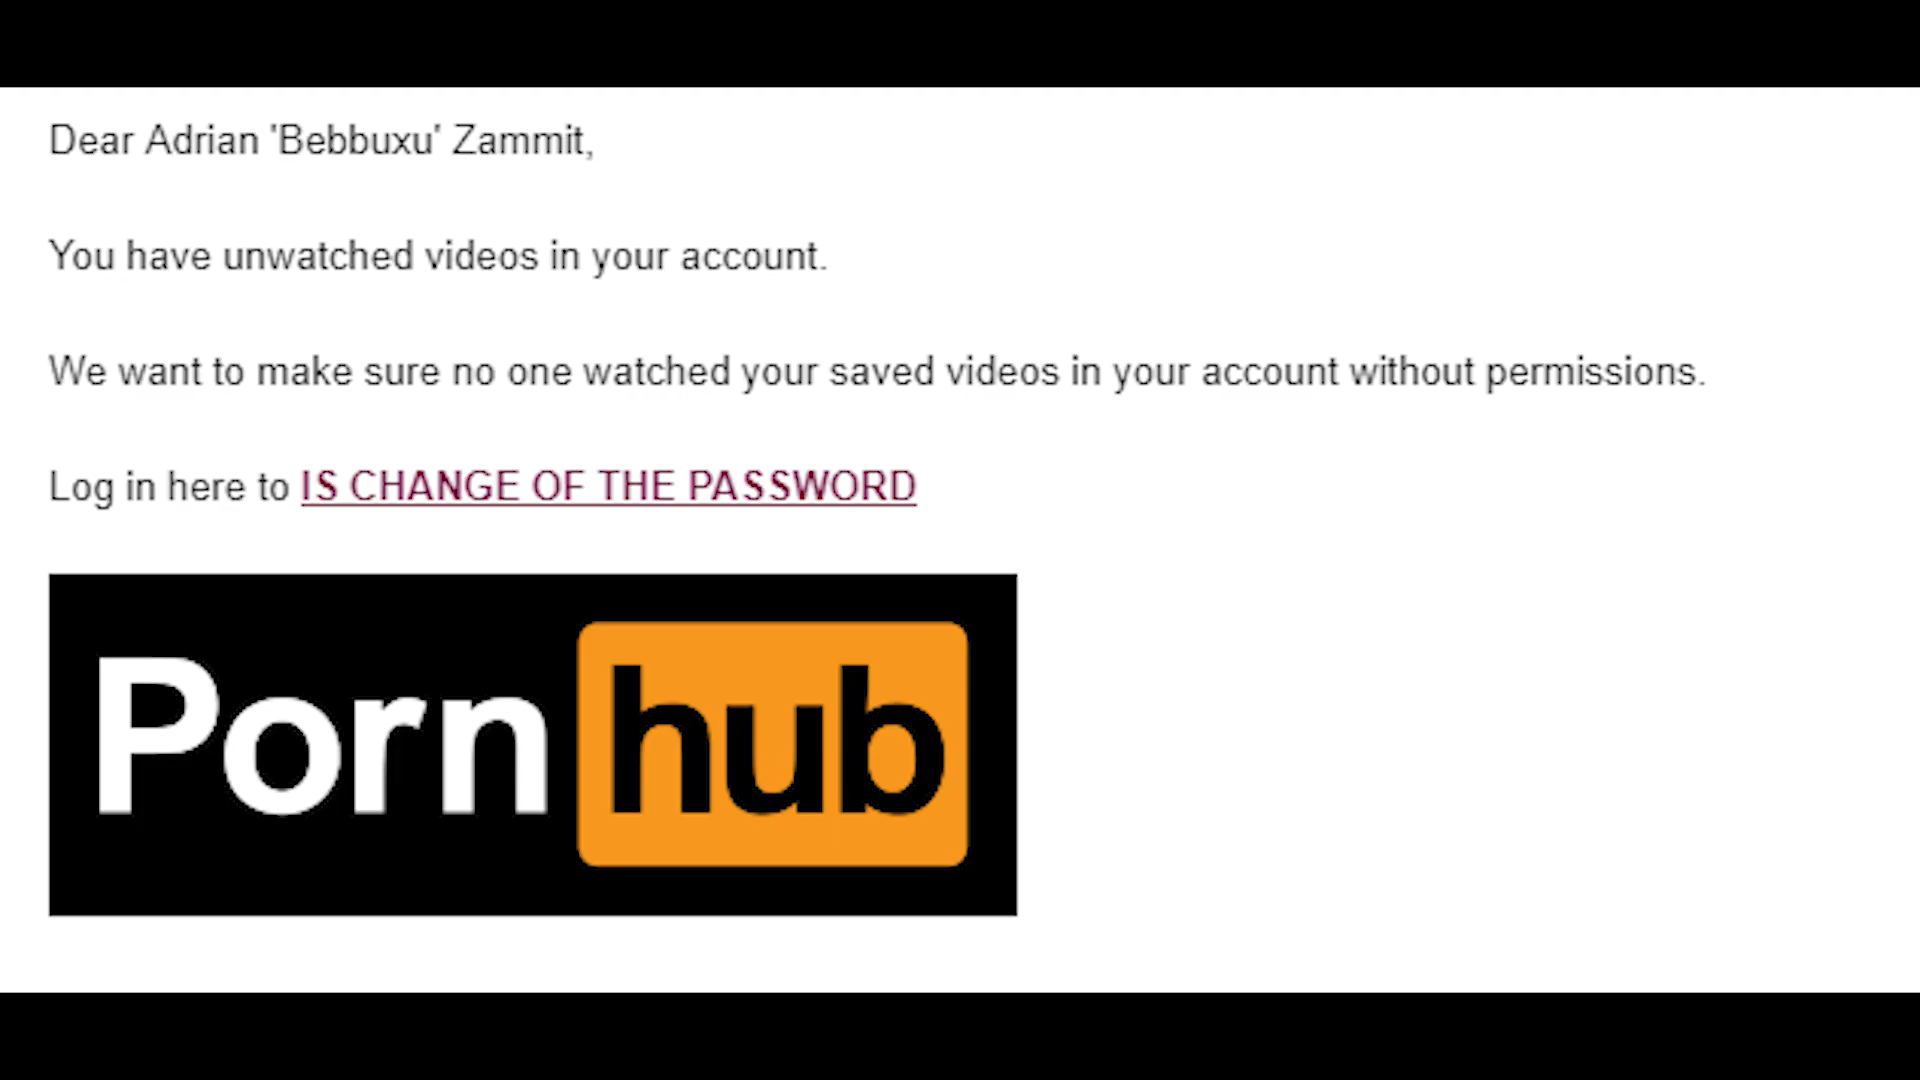 Dear Adrian 'Bebbuxu' Zammit,
You have unwatched videos in your account.
We want to make sure no one watched your saved videos in your account without permissions.
Log in here to IS CHANGE OF THE PASSWORD
Porn hub